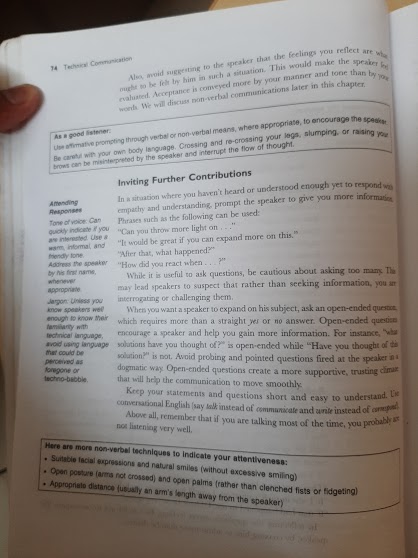 74 Technical Communication
Also, avoid suggesting to the speaker that the feelings you reflect are what
ought to be felt by him in such a situation. This would make the speaker feel
evaluated. Acceptance is conveyed more by your manner and tone than by your
words. We will discuss non-verbal communications later in this chapter.
As a good listener:
Use affirmative prompting through verbal or non-verbal means, where appropriate, to encourage the speaker.
Be careful with your own body language. Crossing and re-crossing your legs, slumping, or raising your
brows can be misinterpreted by the speaker and interrupt the flow of thought.
Inviting Further Contributions
Attending
Responses
Tone of voice: Can
quickly indicate if you
are interested. Use a
warm, informal, and
friendly tone.
Address the speaker
by his first name,
whenever
appropriate.
Jargon: Unless you
know speakers well
enough to know their
familiarity with
technical language,
avoid using language
that could be
perceived as
foregone or
techno-babble.
In a situation where you haven't heard or understood enough yet to respond with
empathy and understanding, prompt the speaker to give you more information.
Phrases such as the following can be used:
"Can you throw more light on . . ."
"It would be great if you can expand more on this."
"After that, what happened?"
"How did you react when . . . ?"
While it is useful to ask questions, be cautious about asking too many. This
may lead speakers to suspect that rather than seeking information, you are
interrogating or challenging them.
When you want a speaker to expand on his subject, ask an open-ended question,
which requires more than a straight yes or no answer. Open-ended questions
encourage a speaker and help you gain more information. For instance, "what
solutions have you thought of?" is open-ended while "Have you thought of this
solution?" is not. Avoid probing and pointed questions fired at the speaker in a
dogmatic way. Open-ended questions create a more supportive, trusting climate
that will help the communication to move smoothly.
Keep your statements and questions short and easy to understand. Use
conversational English (say talk instead of communicate and write instead of correspond).
Above all, remember that if you are talking most of the time, you probably are
not listening very well.
Here are more non-verbal techniques to indicate your attentiveness:
• Suitable facial expressions and natural smiles (without excessive smiling)
• Open posture (arms not crossed) and open palms (rather than clenched fists or fidgeting)
• Appropriate distance (usually an arm's length away from the speaker)